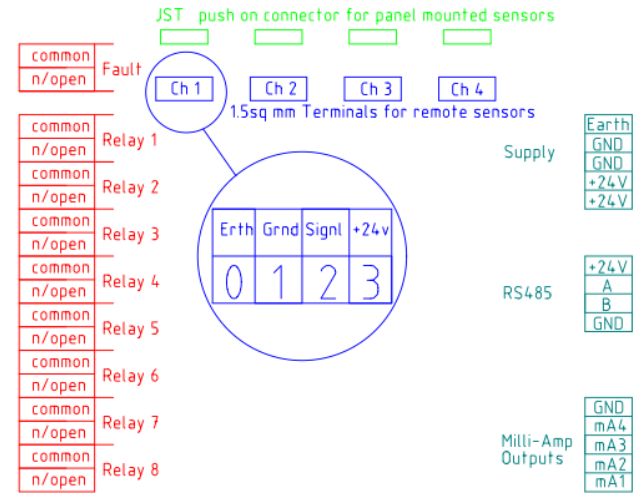 JST push on connector for panel mounted sensors
common
n/open
Fault
Ch 1
Ch 2
Ch 3
Ch 4
1.5sq mm Terminals for remote sensors
common
n/open
Relay 1
common
n/open
Relay 2
common
n/open
Relay 3
common
n/open
Relay 4
common
n/open
Relay 5
common
n/open
Relay 6
common
n/open
Relay 7
common
n/open
Relay 8
Erth Grnd Signl +24v
0 1 2 3
Supply
Earth
GND
GND
+24V
+24V
RS485
+24V
A
B
GND
Milli-Amp
Outputs
GND
mA4
mA3
mA2
mA1